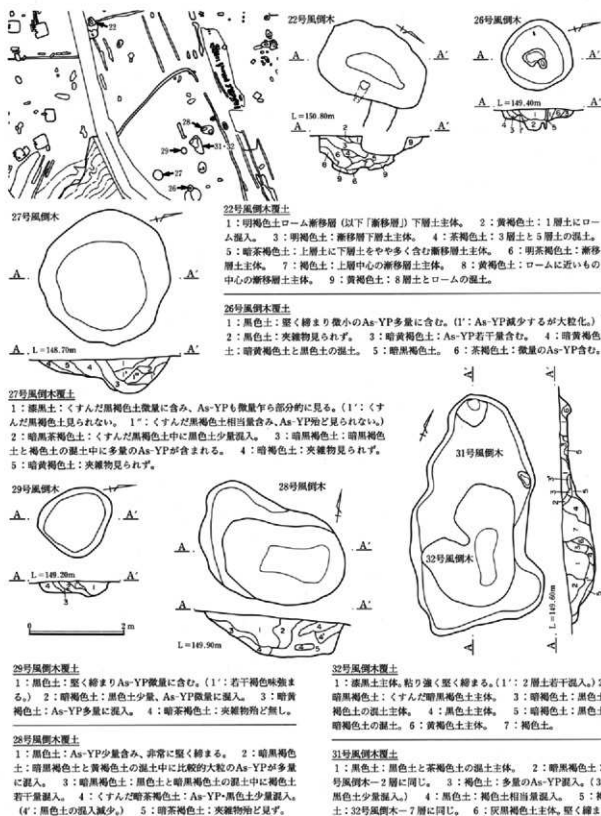 22
28
29
31・32
27
26
22号風倒木
A
A′
L=150.80m
A
A′
26号風倒木
A
A′
A
L=149.40m
A′
22号風倒木覆土
1：明褐色土ローム漸移層（以下「漸移層」）下層土主体。 2：黄褐色土：1層土にロー
ム混入。 3：明褐色土：漸移層下層土主体。 4：茶褐色土：3層土と5層土の混土。
5：暗茶褐色土：上層土に下層土をやや多く含む漸移層土主体。 6：明茶褐色土：漸移
層土主体。 7：褐色土：上層中心の漸移層土主体。 8：黄褐色土：ロームに近いもの
中心の漸移層土主体。 9：黄褐色土：8層土とロームの混土。
26号風倒木覆土
1：黒色土：堅く締まり微小のAs-YP多量に含む。（1′：As-YP減少するが大粒化。）
2：黒色土：夾雑物見られず。 3：暗黄褐色土：As-YP若干量含む。 4：暗黄褐色
土：暗黄褐色土と黒色土の混土。 5：暗黒褐色土。 6：茶褐色土：微量のAs-YP含む。
27号風倒木
A
A′
A
L=148.70m
A′
27号風倒木覆土
1：漆黒土：くすんだ黒褐色土微量に含み、As-YPも微量乍ら部分的に見る。（1′：くす
んだ黒褐色土見られない。 1″：くすんだ黒褐色土相当量含み、As-YP殆ど見られない。）
2：暗黒茶褐色土：くすんだ黒褐色土中に黒色土少量混入。 3：暗黒褐色土：暗黒褐色
土と褐色土の混土中に多量のAs-YPが含まれる。 4：暗褐色土：夾雑物見られず。
5：暗黄褐色土：夾雑物見られず。
29号風倒木
A
A′
A
L=149.20m
A′
0
2 m
28号風倒木
A
A′
A
A′
L=149.90m
31号風倒木
32号風倒木
A
A′
A
A′
L=149.60m
29号風倒木覆土
1：黒色土：堅く締まりAs-YP微量に含む。（1′：若干褐色味強ま
る。） 2：暗褐色土：黒色土少量、As-YP微量に混入。 3：暗黄
褐色土：As-YP多量に混入。 4：暗茶褐色土：夾雑物殆ど無し。
28号風倒木覆土
1：黒色土：As-YP少量含み、非常に堅く締まる。 2：暗黒褐色
土：暗黒褐色土と黄褐色土の混土中に比較的大粒のAs-YPが多量
に混入。 3：暗黒褐色土：黒色土と暗黒褐色土の混土中に褐色土
若干量混入。 4：くすんだ暗茶褐色土：As-YP・黒色土少量混入。
（4′：黒色土の混入減少。） 5：暗茶褐色土：夾雑物殆ど見ず。
32号風倒木覆土
1：漆黒土主体。粘り強く堅く締まる。（1′：2層土若干混入。）2
暗黒褐色土：くすんだ暗黒褐色土主体。 3：暗黒褐色土：黒色
褐色土の混土主体。 4：黒色土主体。 5：暗褐色土：黒色土
暗褐色土の混土。 6：黄褐色土主体。 7：褐色土。
31号風倒木覆土
1：黒色土：黒色土と茶褐色土の混土主体。 2：暗黒褐色土：
号風倒木－2層に同じ。 3：褐色土：多量のAs-YP混入。（3
黒色土少量混入。） 4：黒色土：褐色土相当量混入。 5：褐
土：32号風倒木－7層に同じ。 6：灰黒褐色土主体。堅く締ま